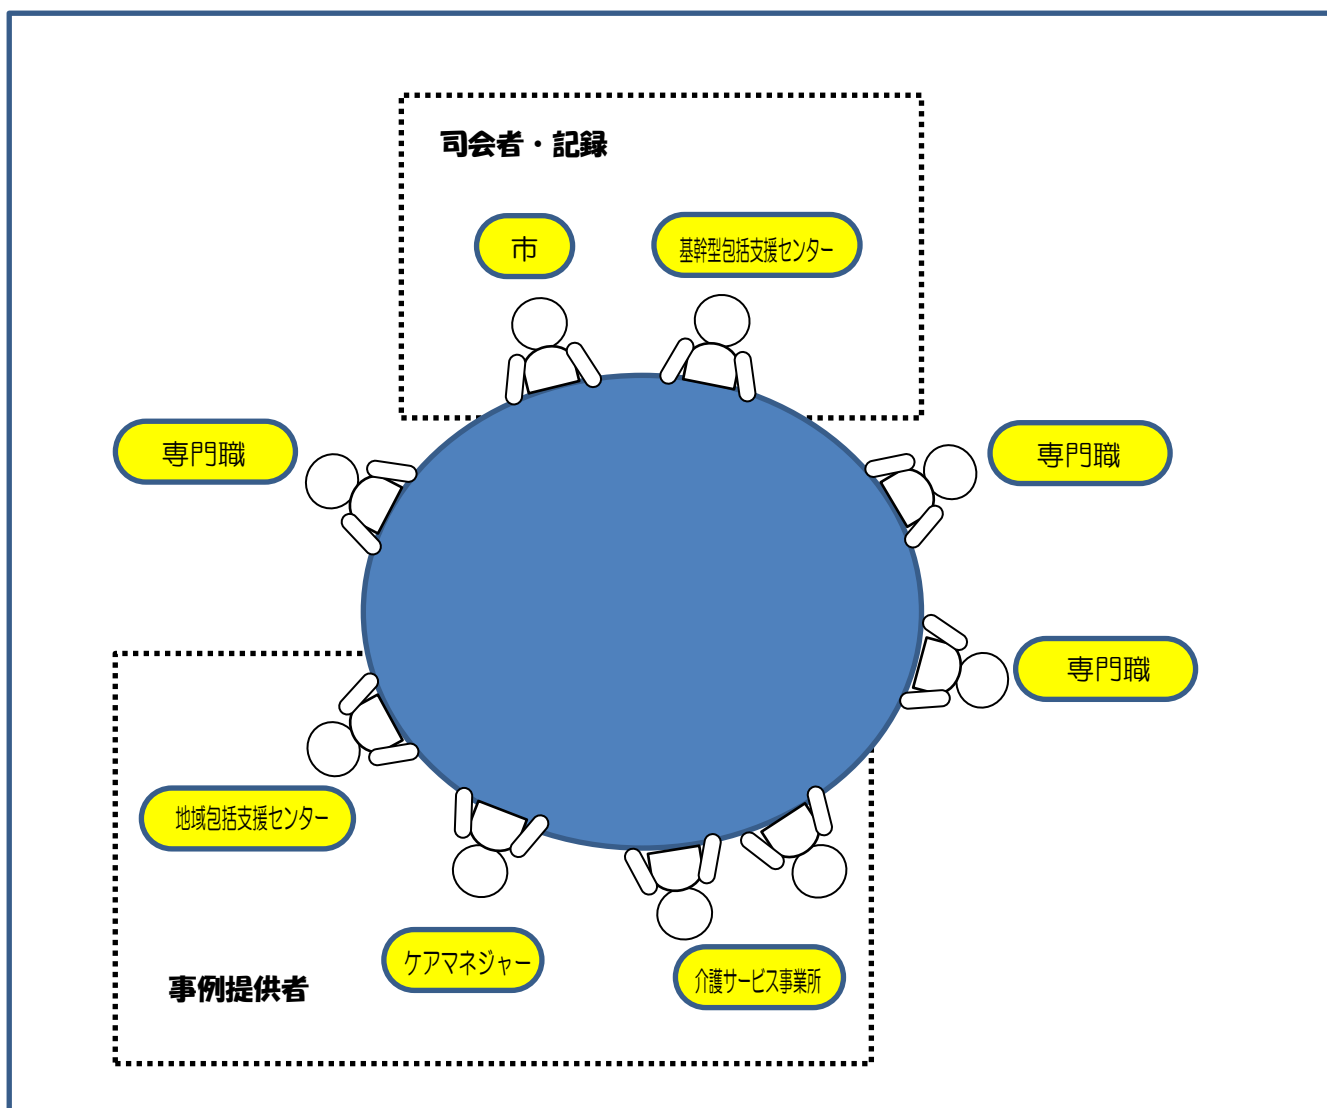 司会者・記録
市
基幹型包括支援センター
専門職
専門職
専門職
地域包括支援センター
ケアマネジャー
介護サービス事業所
事例提供者